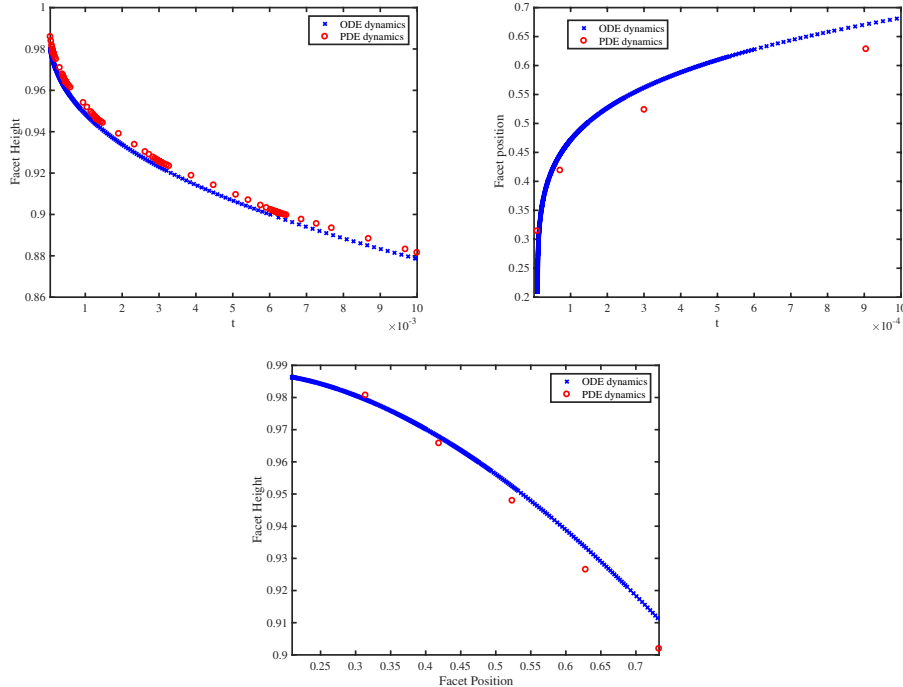 0.98
0.96
0.94
0.92
0.9
0.88
0.86
Facet Height
ODE dynamics
PDE dynamics
1 2 3 4 5 6 7 8 9 10
t
×10⁻³
0.7
0.65
0.6
0.55
0.5
0.45
0.4
0.35
0.3
0.25
0.2
Facet position
ODE dynamics
PDE dynamics
1 2 3 4 5 6 7 8 9 10
t
×10⁻⁴
0.99
0.98
0.97
0.96
0.95
0.94
0.93
0.92
0.91
0.9
Facet Height
ODE dynamics
PDE dynamics
0.25 0.3 0.35 0.4 0.45 0.5 0.55 0.6 0.65 0.7
Facet Position